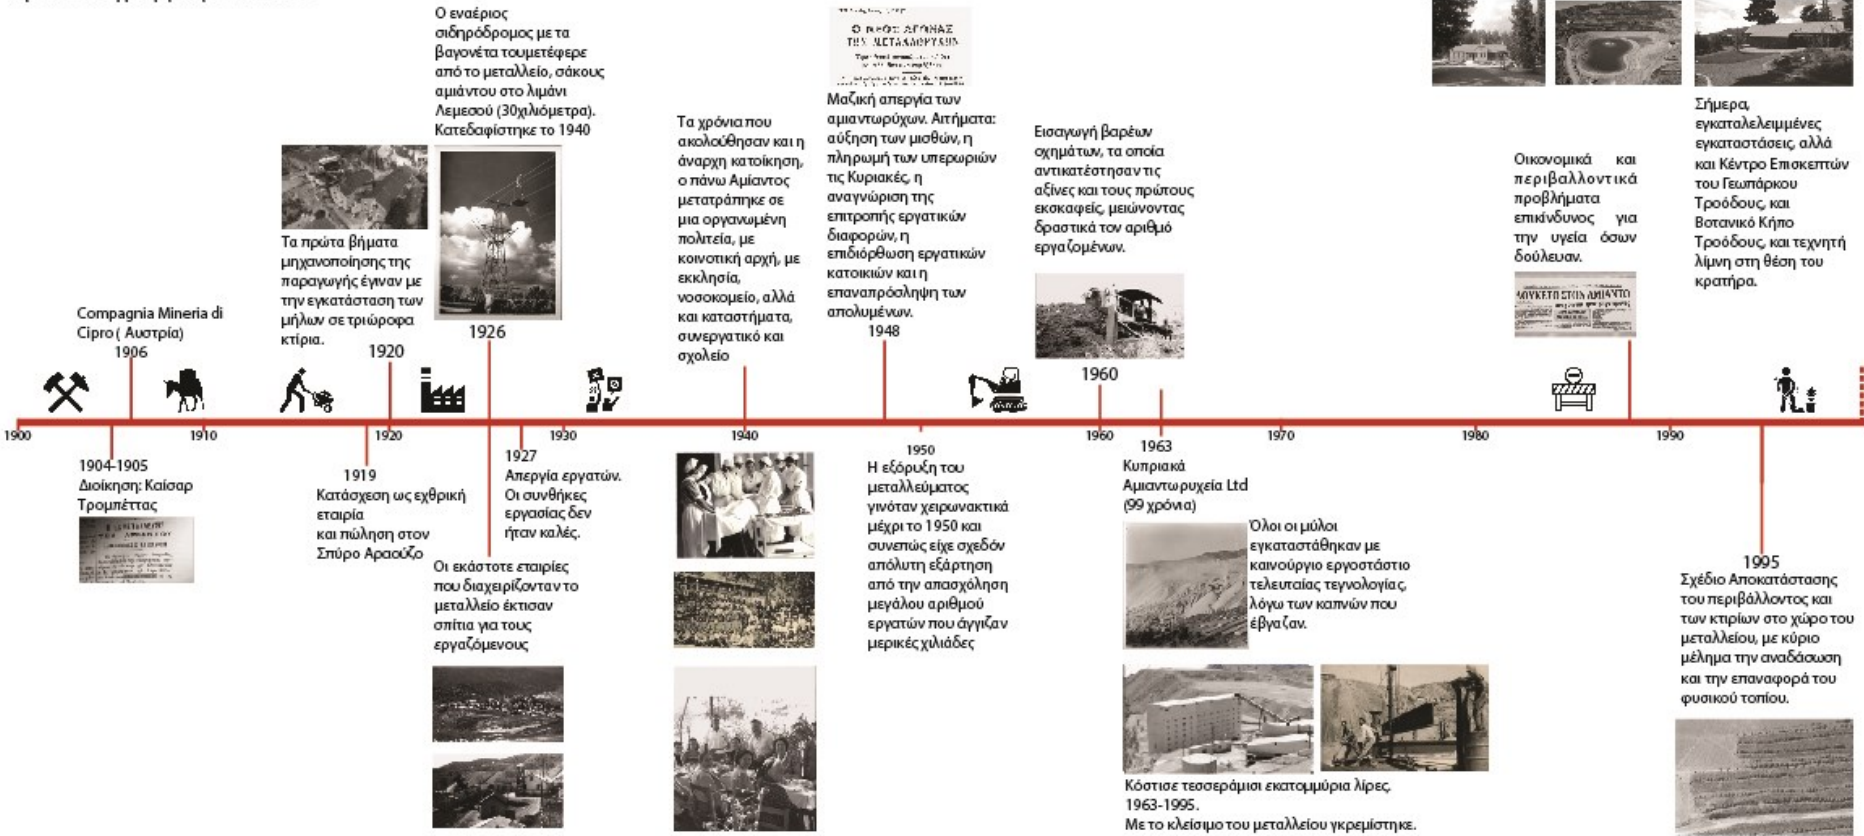 Compagnia Mineria di
Cipro ( Αυστρία)
1906
Τα πρώτα βήματα
μηχανοποίησης της
παραγωγής έγιναν με
την εγκατάσταση των
μήλων σε τριώροφα
κτίρια.
1920
Ο εναέριος
σιδηρόδρομος με τα
βαγονέτα τουμετέφερε
από το μεταλλείο, σάκους
αμιάντου στο λιμάνι
Λεμεσού (30χιλιόμετρα).
Κατεδαφίστηκε το 1940
1926
Τα χρόνια που
ακολούθησαν και η
άναρχη κατοίκηση,
ο πάνω Αμίαντος
μετατράπηκε σε
μια οργανωμένη
πολιτεία, με
κοινοτική αρχή, με
εκκλησία,
νοσοκομείο, αλλά
και καταστήματα,
συνεργατικό και
σχολείο
Ο ΝΕΟΣ ΑΓΩΝΑΣ
ΤΩΝ ΜΕΤΑΛΛΩΡΥΧΩΝ
Μαζική απεργία των
αμιαντωρύχων. Αιτήματα:
αύξηση των μισθών, η
πληρωμή των υπερωριών
τις Κυριακές, η
αναγνώριση της
επιτροπής εργατικών
διαφορών, η
επιδιόρθωση εργατικών
κατοικιών και η
επαναπρόσληψη των
απολυμένων.
1948
Εισαγωγή βαρέων
οχημάτων, τα οποία
αντικατέστησαν τις
αξίνες και τους πρώτους
εκσκαφείς, μειώνοντας
δραστικά τον αριθμό
εργαζομένων.
1960
Οικονομικά και
περιβαλλοντικά
προβλήματα
επικίνδυνος για
την υγεία όσων
δούλευαν.
ΛΟΥΚΕΤΟ ΣΤΟΝ ΑΜΙΑΝΤΟ
Σήμερα,
εγκαταλελειμμένες
εγκαταστάσεις, αλλά
και Κέντρο Επισκεπτών
του Γεωπάρκου
Τροόδους, και
Βοτανικό Κήπο
Τροόδους, και τεχνητή
λίμνη στη θέση του
κρατήρα.
1900
1910
1920
1930
1940
1950
1960
1970
1980
1990
1904-1905
Διοίκηση: Καίσαρ
Τρομπέττας
1919
Κατάσχεση ως εχθρική
εταιρία
και πώληση στον
Σπύρο Αραούζο
1927
Απεργία εργατών.
Οι συνθήκες
εργασίας δεν
ήταν καλές.
Οι εκάστοτε εταιρίες
που διαχειρίζονταν το
μεταλλείο έκτισαν
σπίτια για τους
εργαζόμενους
Η εξόρυξη του
μεταλλεύματος
γινόταν χειρωνακτικά
μέχρι το 1950 και
συνεπώς είχε σχεδόν
απόλυτη εξάρτηση
από την απασχόληση
μεγάλου αριθμού
εργατών που άγγιζαν
μερικές χιλιάδες
1963
Κυπριακά
Αμιαντωρυχεία Ltd
(99 χρόνια)
Όλοι οι μύλοι
εγκαταστάθηκαν με
καινούργιο εργοστάστιο
τελευταίας τεγνολογίας,
λόγω των καπνών που
έβγαζαν.
Κόστισε τεσσεράμισι εκατομμύρια λίρες.
1963-1995.
Με το κλείσιμο του μεταλλείου γκρεμίστηκε.
1995
Σχέδιο Αποκατάστασης
του περιβάλλοντος και
των κτιρίων στο χώρο του
μεταλλείου, με κύριο
μέλημα την αναδάσωση
και την επαναφορά του
φυσικού τοπίου.